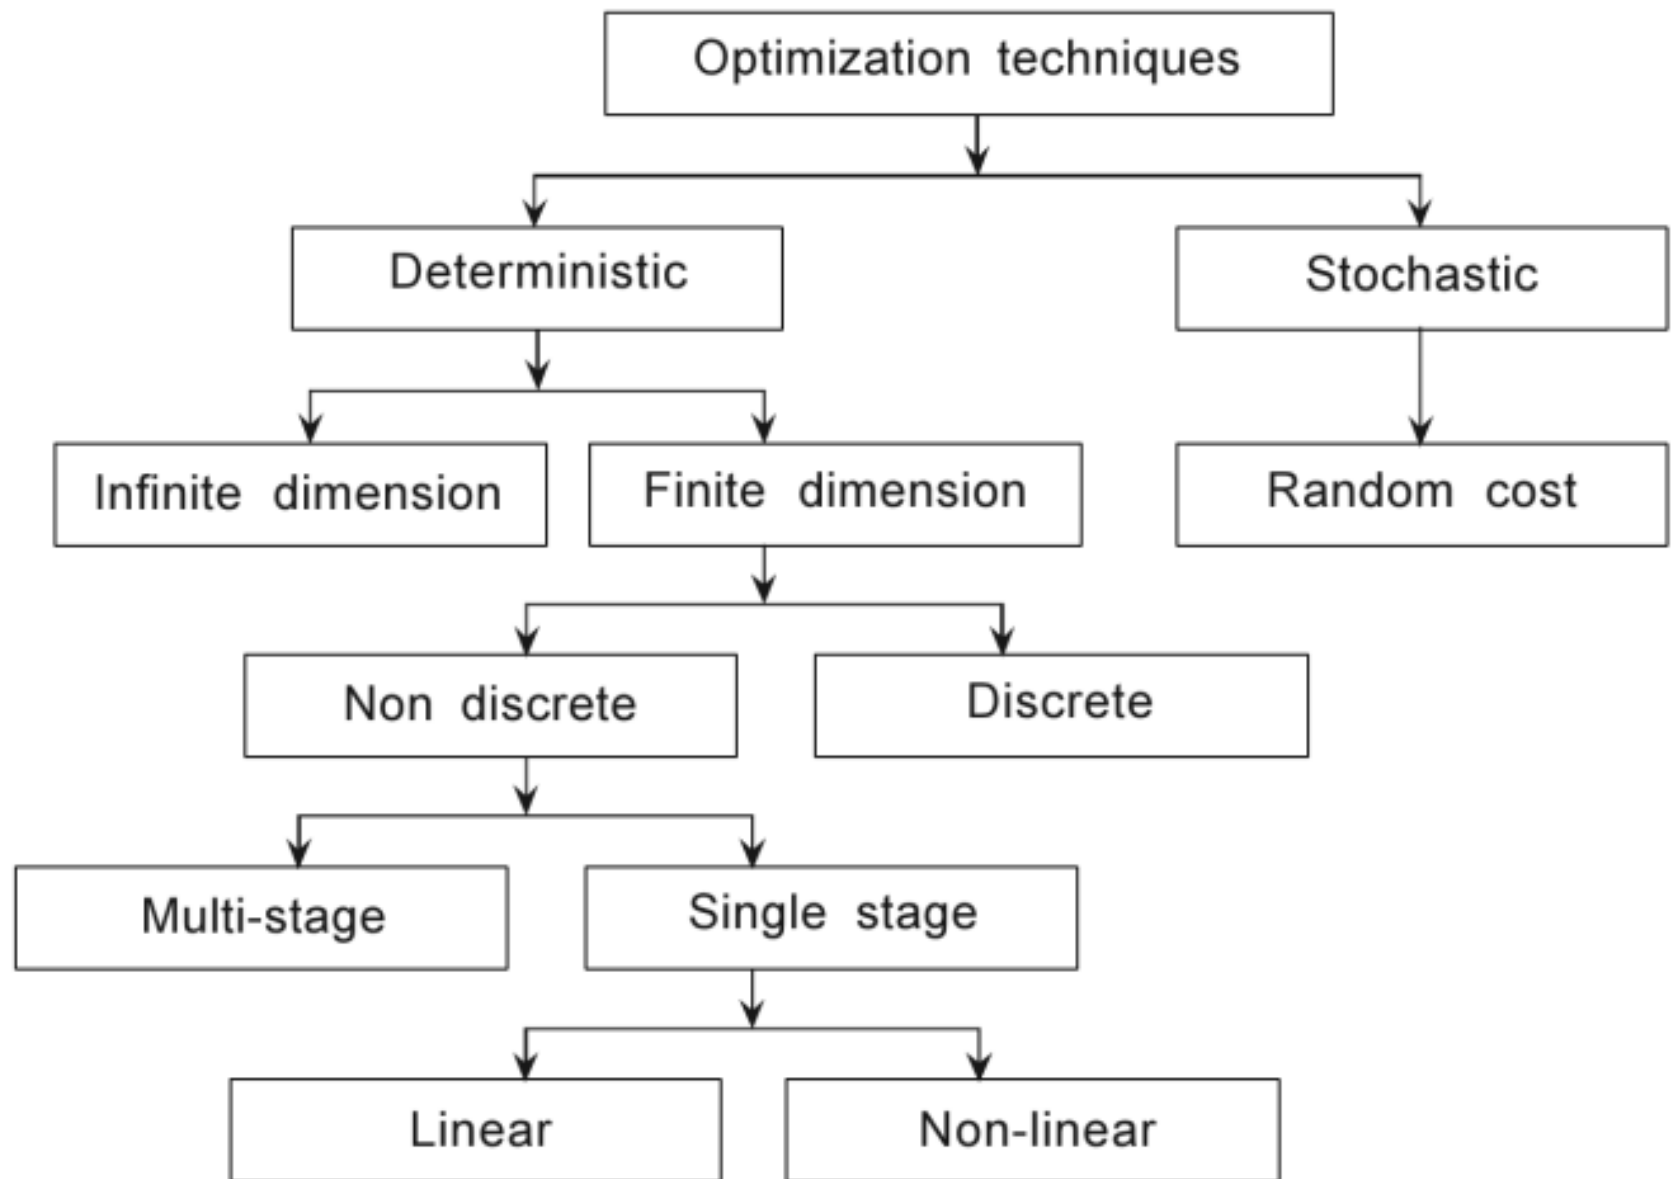 Optimization techniques
Deterministic
Stochastic
Infinite dimension
Finite dimension
Random cost
Non discrete
Discrete
Multi-stage
Single stage
Linear
Non-linear